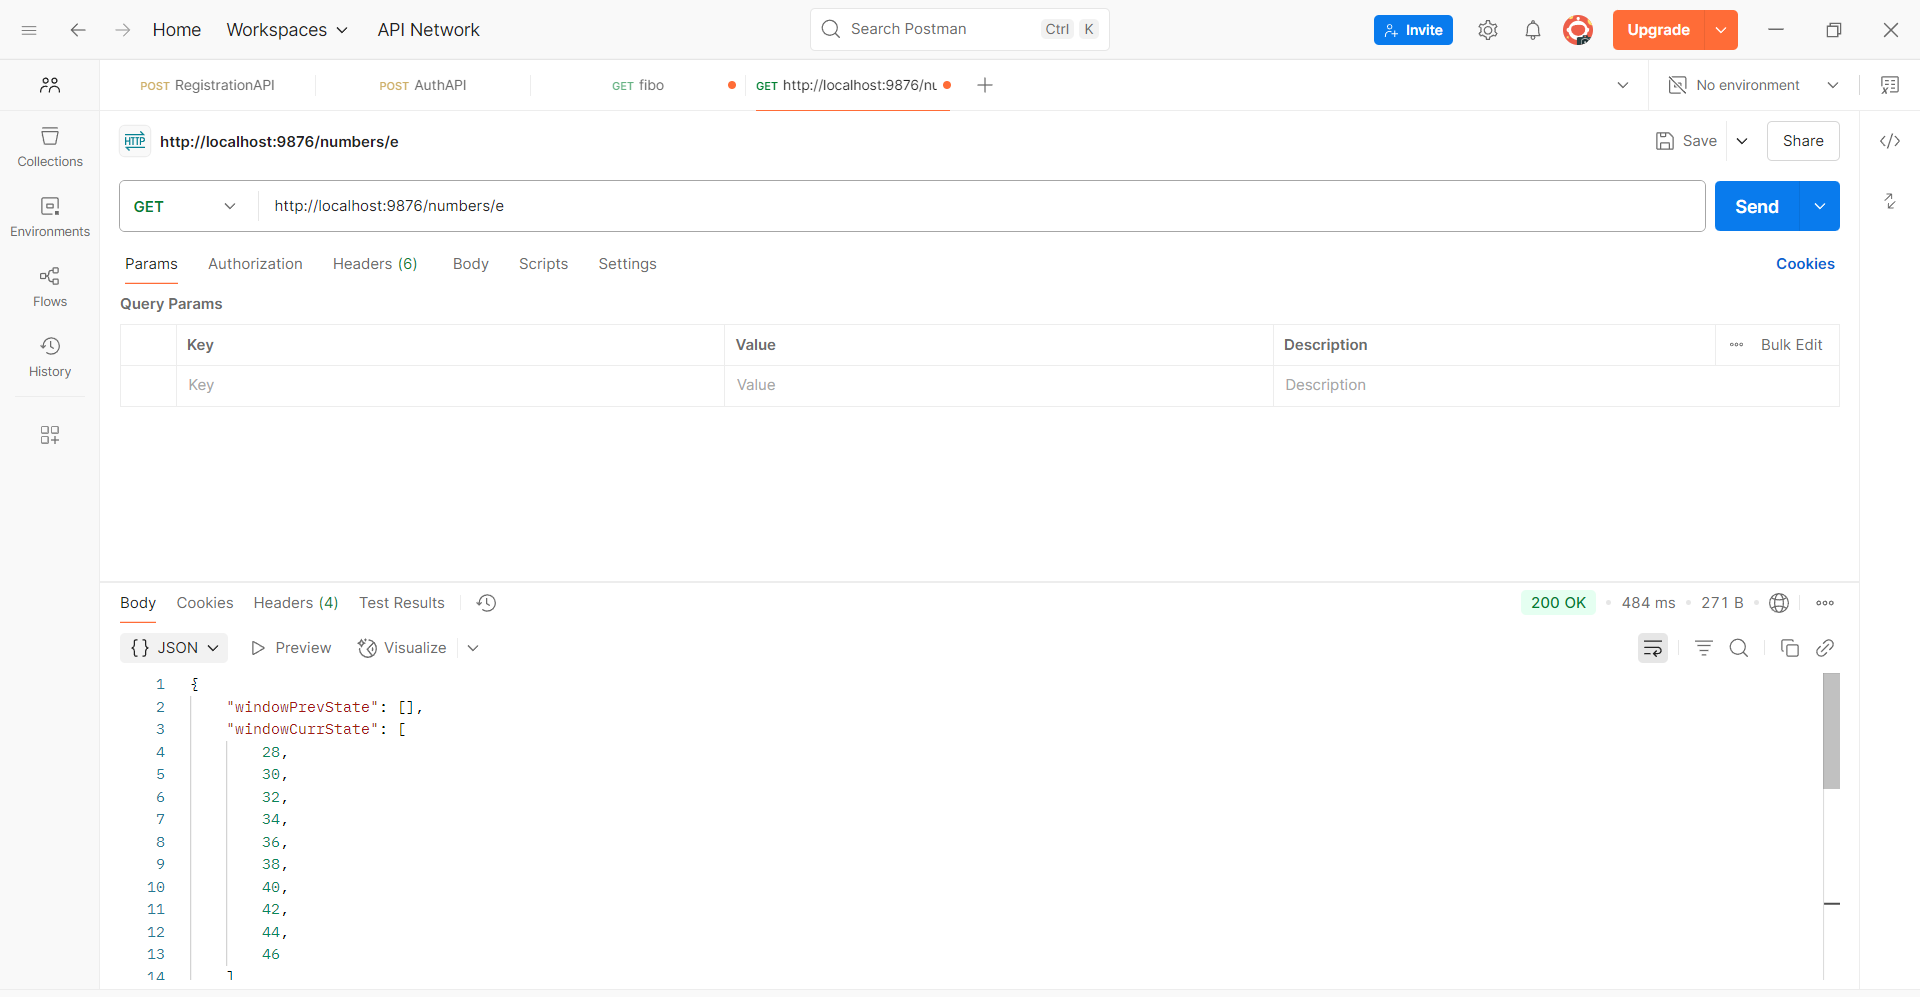 Home Workspaces API Network Search Postman Ctrl K Invite Upgrade
POST RegistrationAPI POST AuthAPI GET fibo GET http://localhost:9876/nu No environment
HTTP http://localhost:9876/numbers/e Save Share
Collections
Environments
Flows
History
GET http://localhost:9876/numbers/e Send
Params Authorization Headers (6) Body Scripts Settings Cookies
Query Params
Key Value Description Bulk Edit
Key Value Description
Body Cookies Headers (4) Test Results 200 OK 484 ms 271 B
{} JSON Preview Visualize
1 {
2 "windowPrevState": [],
3 "windowCurrState": [
4 28,
5 30,
6 32,
7 34,
8 36,
9 38,
10 40,
11 42,
12 44,
13 46
14 ]